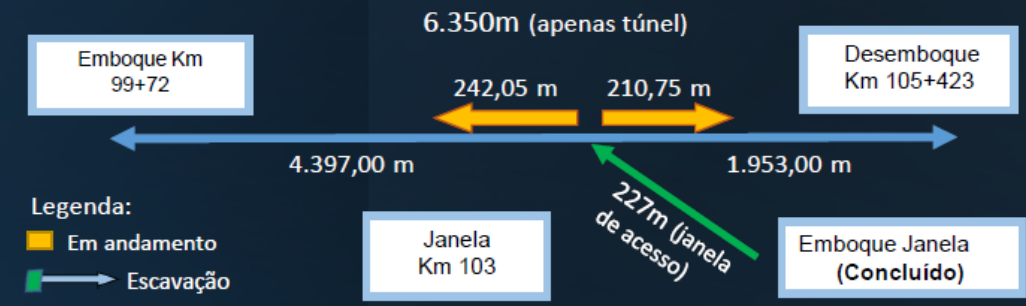 6.350m (apenas túnel)
Emboque Km
99+72
Desemboque
Km 105+423
242,05 m
210,75 m
4.397,00 m
1.953,00 m
227m (janela
de acesso)
Legenda:
Em andamento
Escavação
Janela
Km 103
Emboque Janela
(Concluído)